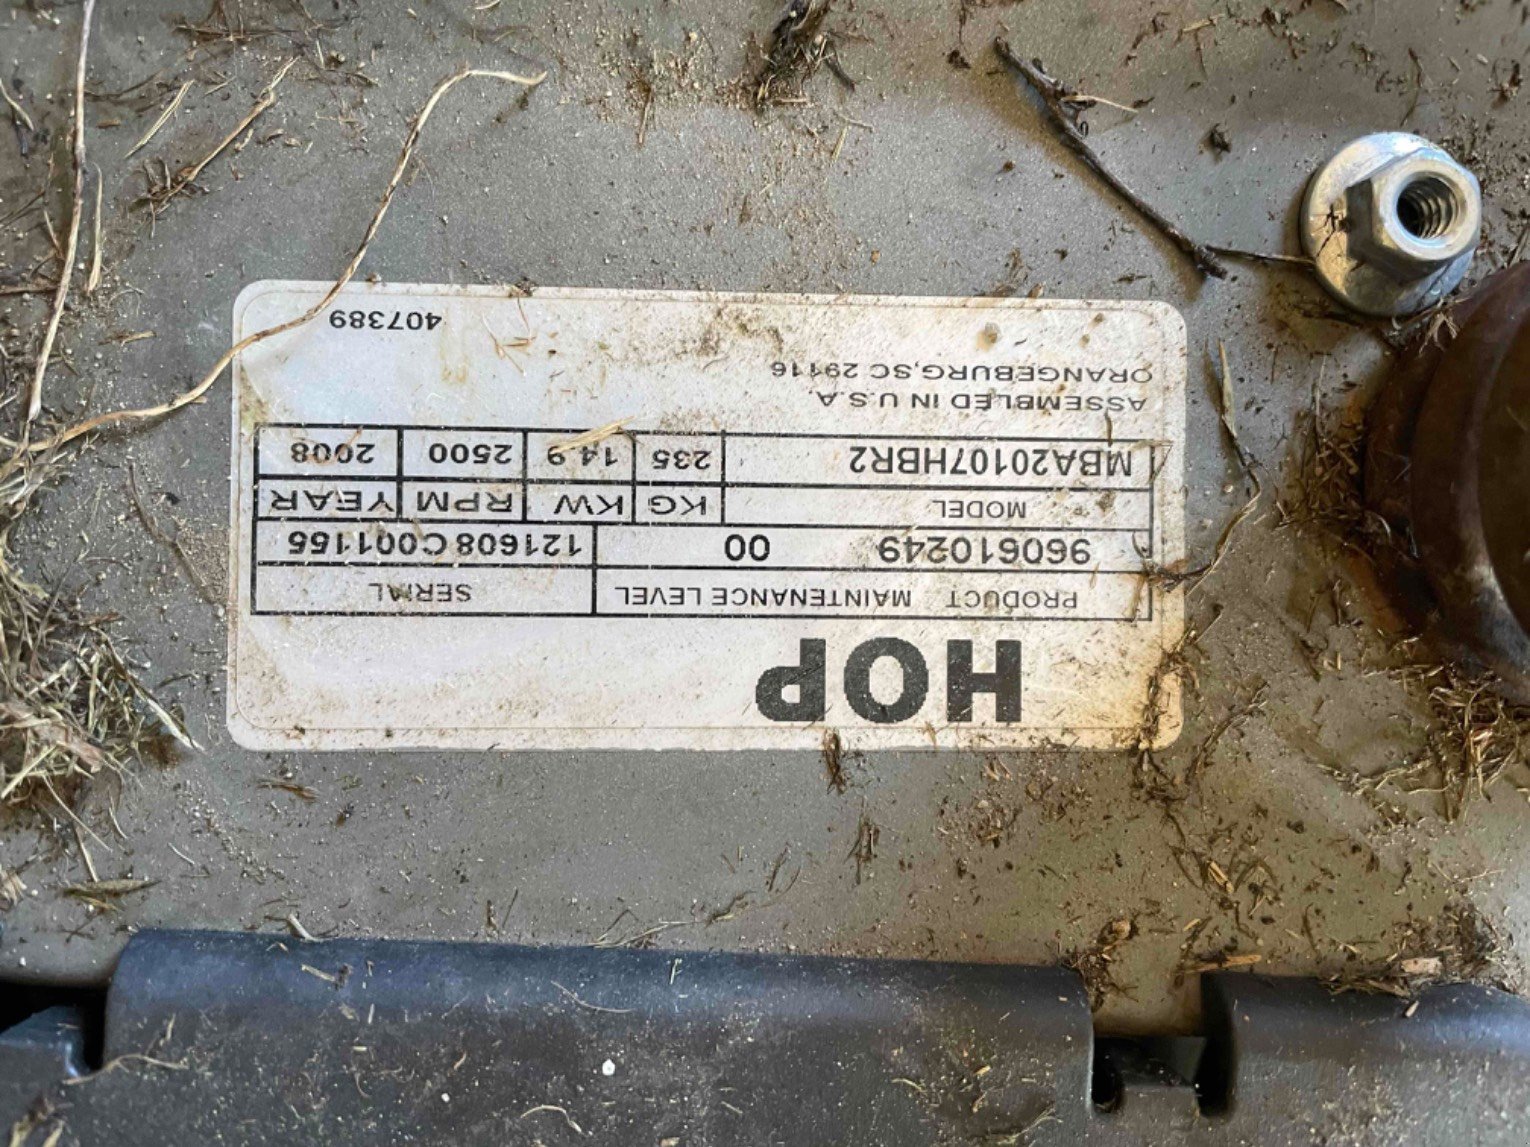 HOP
PRODUCT MAINTENANCE LEVEL SERIAL
960610249 00 121608C001155
MODEL KG KW RPM YEAR
MBA20107HBR2 235 14.9 2500 2008
ASSEMBLED IN U.S.A.
ORANGEBURG,SC 29116
407389